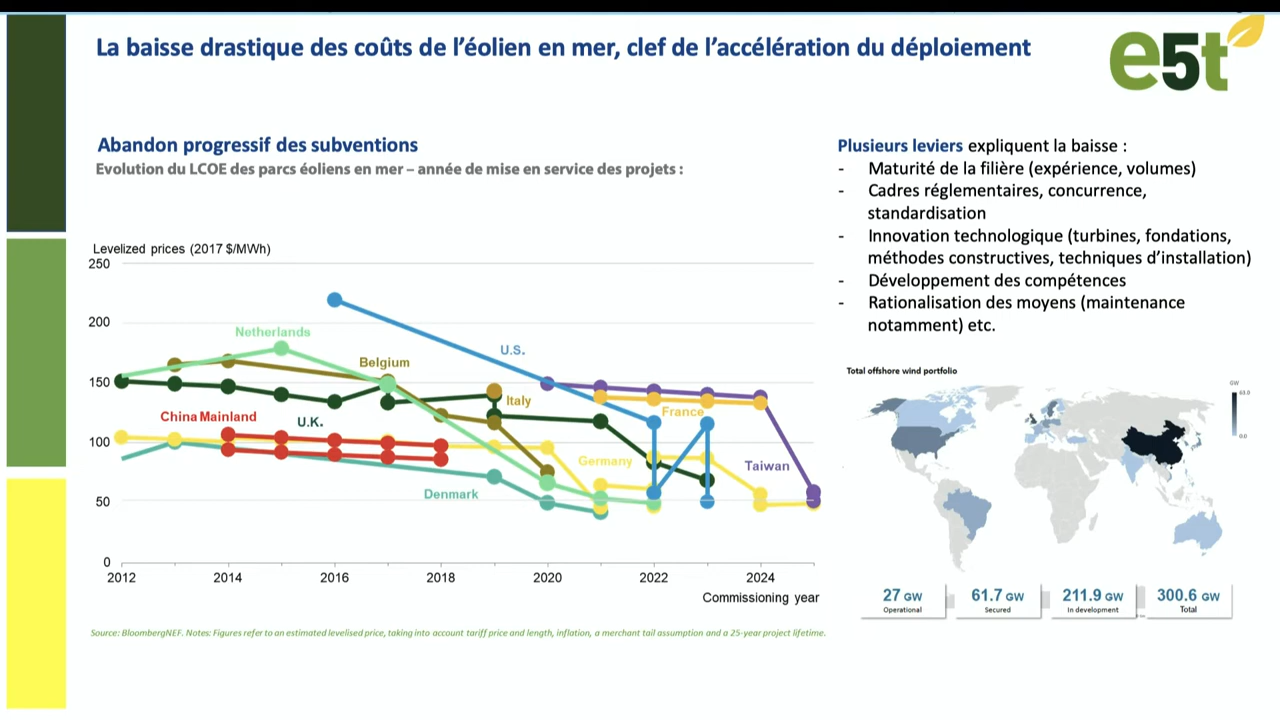 La baisse drastique des coûts de l’éolien en mer, clef de l’accélération du déploiement
e5t
Abandon progressif des subventions
Evolution du LCOE des parcs éoliens en mer – année de mise en service des projets :
Levelized prices (2017 $/MWh)
250
200
150
100
50
0
2012
2014
2016
2018
2020
2022
2024
Commissioning year
Netherlands
U.S.
Belgium
Italy
China Mainland
U.K.
France
Germany
Taiwan
Denmark
Source: BloombergNEF. Notes: Figures refer to an estimated levelised price, taking into account tariff price and length, inflation, a merchant tail assumption and a 25-year project lifetime.
Plusieurs leviers expliquent la baisse :
- Maturité de la filière (expérience, volumes)
- Cadres réglementaires, concurrence,
standardisation
- Innovation technologique (turbines, fondations,
méthodes constructives, techniques d’installation)
- Développement des compétences
- Rationalisation des moyens (maintenance
notamment) etc.
Total offshore wind portfolio
GW
0.0
27 GW
Operational
61.7 GW
Secured
211.9 GW
In development
300.6 GW
Total